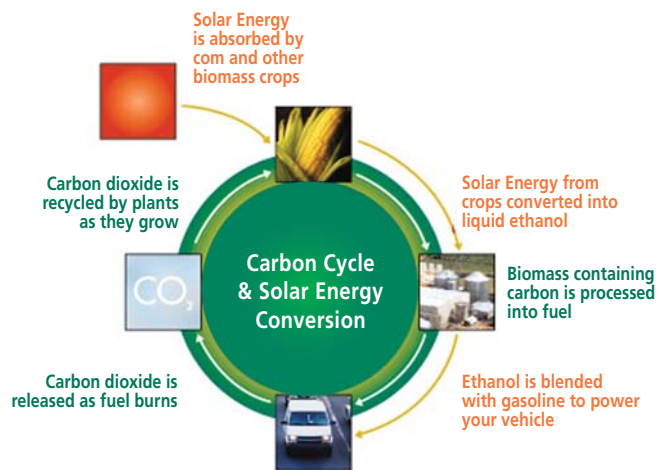 Solar Energy
is absorbed by
com and other
biomass crops
Carbon dioxide is
recycled by plants
as they grow
Solar Energy from
crops converted into
liquid ethanol
Carbon Cycle
& Solar Energy
Conversion
CO2
Biomass containing
carbon is processed
into fuel
Carbon dioxide is
released as fuel burns
Ethanol is blended
with gasoline to power
your vehicle